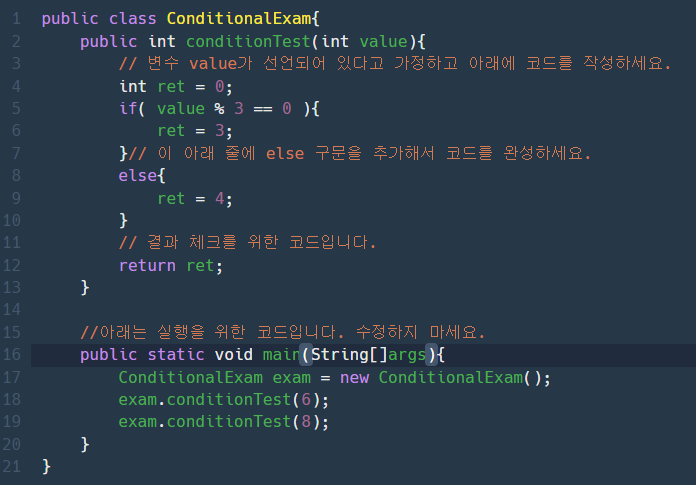 1 public class ConditionalExam{
2     public int conditionTest(int value){
3         // 변수 value가 선언되어 있다고 가정하고 아래에 코드를 작성하세요.
4         int ret = 0;
5         if( value % 3 == 0 ){
6             ret = 3;
7         }// 이 아래 줄에 else 구문을 추가해서 코드를 완성하세요.
8         else{
9             ret = 4;
10         }
11         // 결과 체크를 위한 코드입니다.
12         return ret;
13     }
14
15     //아래는 실행을 위한 코드입니다. 수정하지 마세요.
16     public static void main(String[]args){
17         ConditionalExam exam = new ConditionalExam();
18         exam.conditionTest(6);
19         exam.conditionTest(8);
20     }
21 }